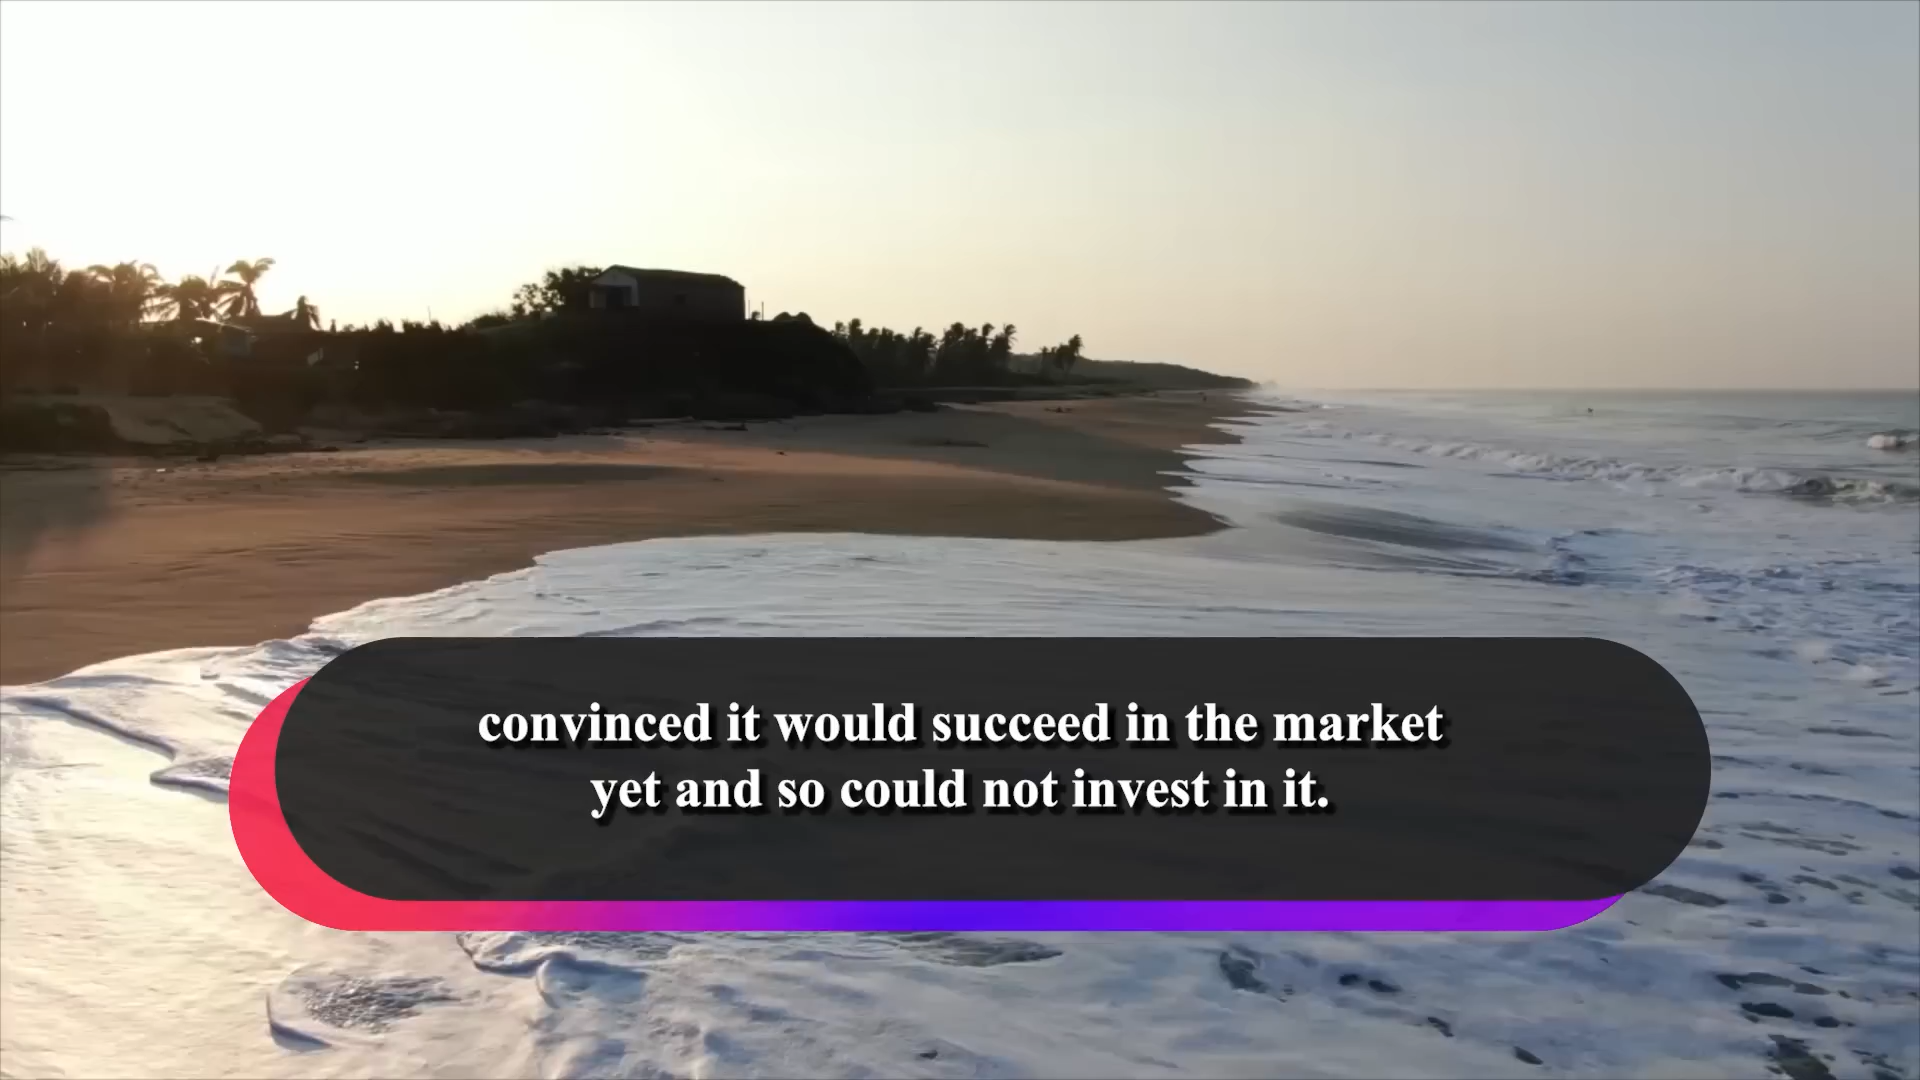 convinced it would succeed in the market
yet and so could not invest in it.